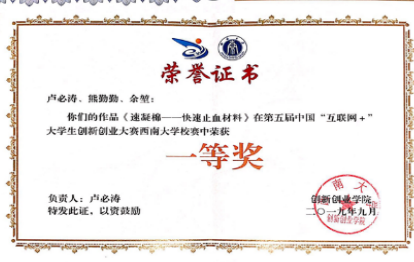 荣誉证书
卢必涛、熊勤勤、余堃：
你们的作品《速凝棉——快速止血材料》在第五届中国“互联网+”
大学生创新创业大赛西南大学校赛中荣获
一等奖
负责人：卢必涛
特发此证，以资鼓励
创新创业学院
二〇一九年九月